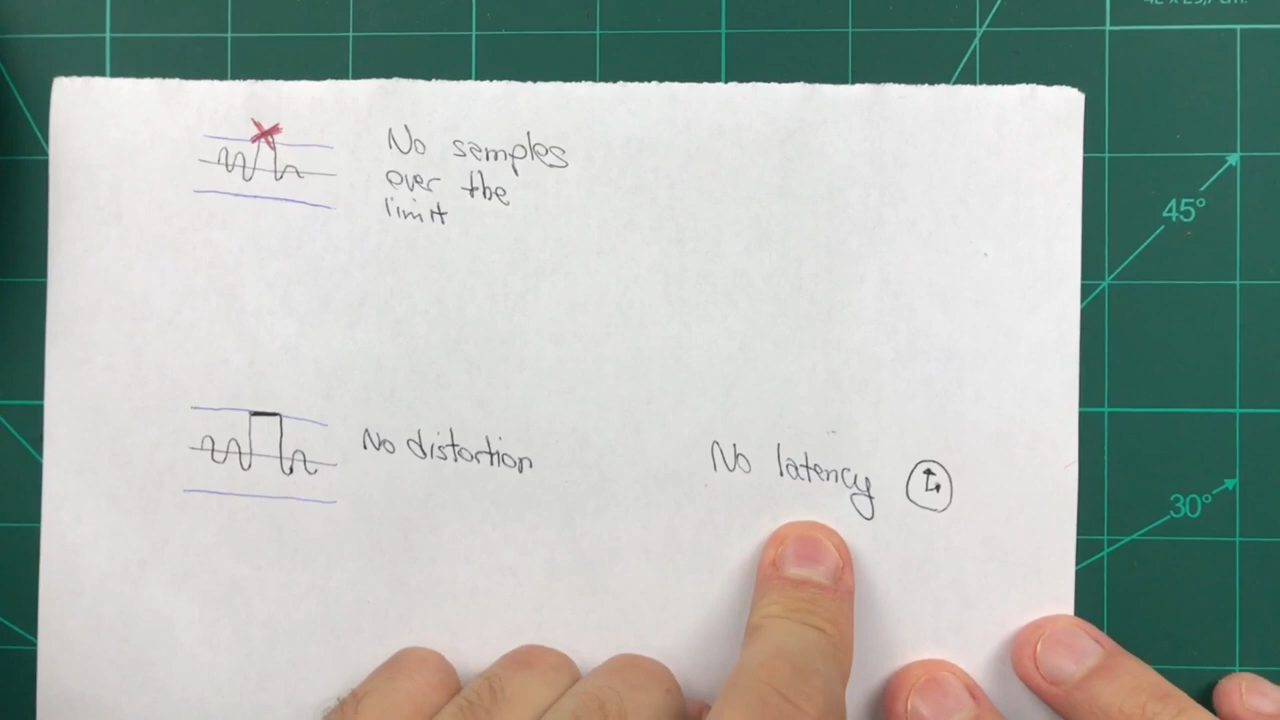 No samples
over the
limit
No distortion
No latency
45°
30°